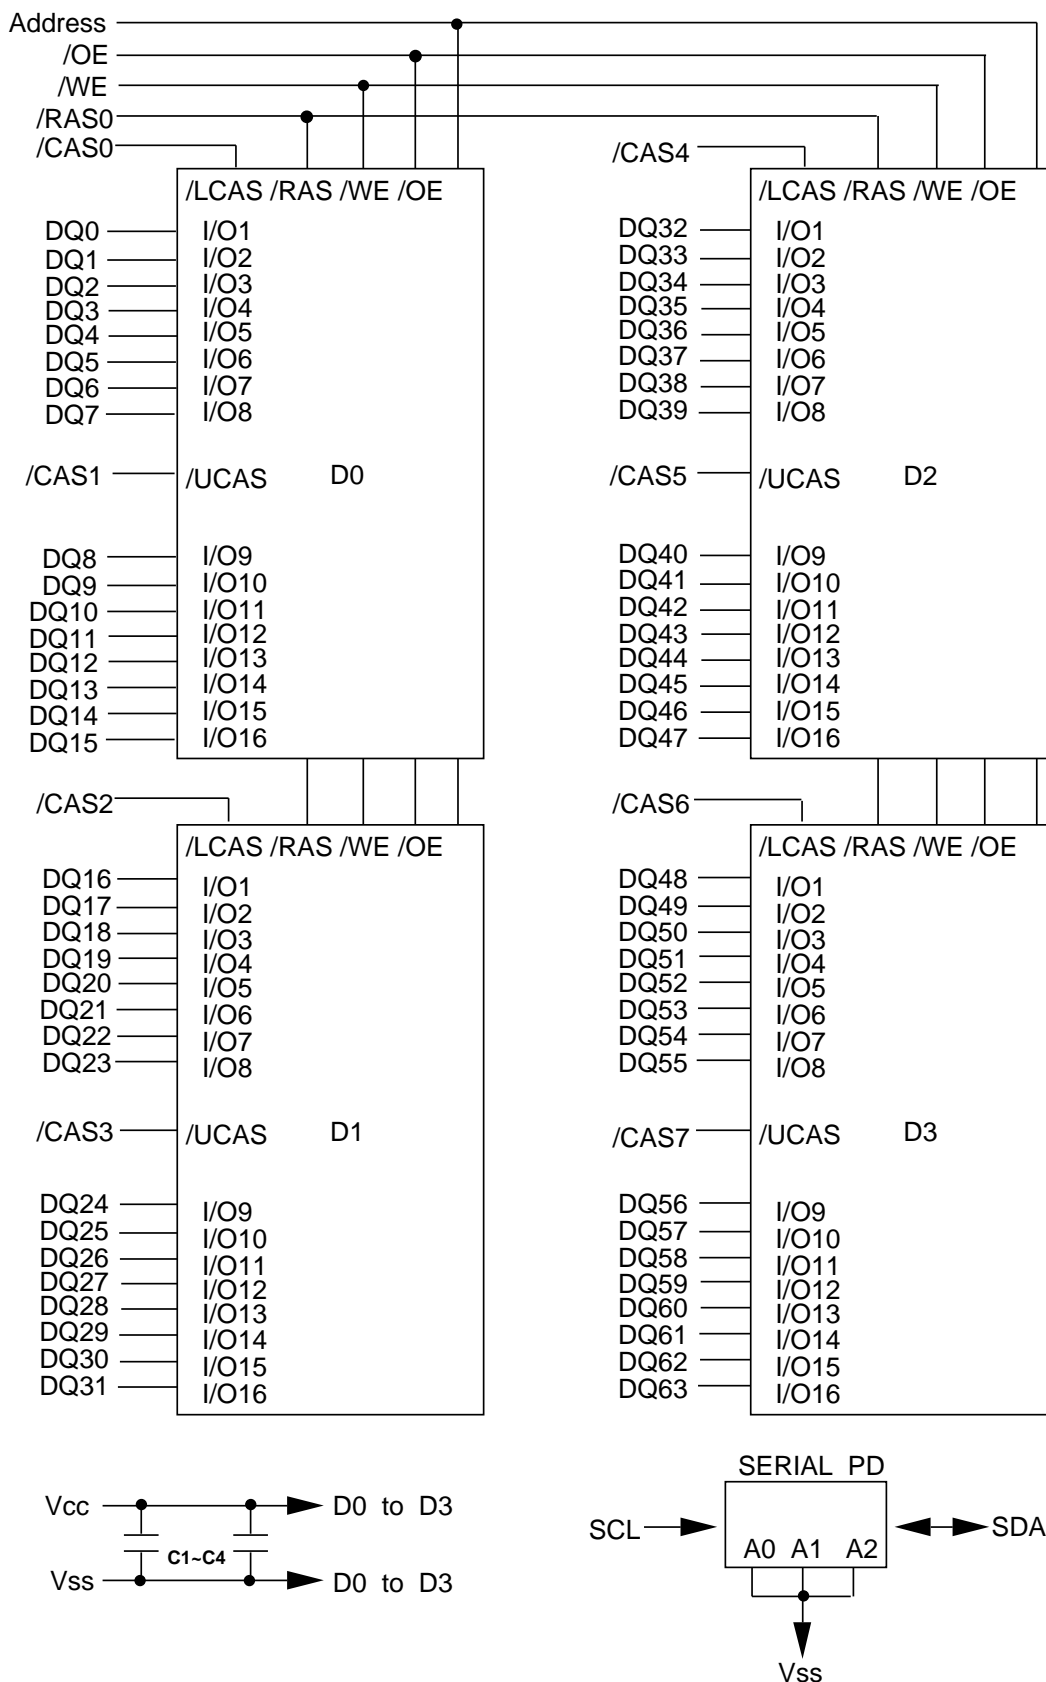 Address
/OE
/WE
/RAS0
/CAS0
/LCAS /RAS /WE /OE
DQ0 I/O1
DQ1 I/O2
DQ2 I/O3
DQ3 I/O4
DQ4 I/O5
DQ5 I/O6
DQ6 I/O7
DQ7 I/O8
/CAS1 /UCAS D0
DQ8 I/O9
DQ9 I/O10
DQ10 I/O11
DQ11 I/O12
DQ12 I/O13
DQ13 I/O14
DQ14 I/O15
DQ15 I/O16
/CAS2
/LCAS /RAS /WE /OE
DQ16 I/O1
DQ17 I/O2
DQ18 I/O3
DQ19 I/O4
DQ20 I/O5
DQ21 I/O6
DQ22 I/O7
DQ23 I/O8
/CAS3 /UCAS D1
DQ24 I/O9
DQ25 I/O10
DQ26 I/O11
DQ27 I/O12
DQ28 I/O13
DQ29 I/O14
DQ30 I/O15
DQ31 I/O16
/CAS4
/LCAS /RAS /WE /OE
DQ32 I/O1
DQ33 I/O2
DQ34 I/O3
DQ35 I/O4
DQ36 I/O5
DQ37 I/O6
DQ38 I/O7
DQ39 I/O8
/CAS5 /UCAS D2
DQ40 I/O9
DQ41 I/O10
DQ42 I/O11
DQ43 I/O12
DQ44 I/O13
DQ45 I/O14
DQ46 I/O15
DQ47 I/O16
/CAS6
/LCAS /RAS /WE /OE
DQ48 I/O1
DQ49 I/O2
DQ50 I/O3
DQ51 I/O4
DQ52 I/O5
DQ53 I/O6
DQ54 I/O7
DQ55 I/O8
/CAS7 /UCAS D3
DQ56 I/O9
DQ57 I/O10
DQ58 I/O11
DQ59 I/O12
DQ60 I/O13
DQ61 I/O14
DQ62 I/O15
DQ63 I/O16
Vcc D0 to D3
C1~C4
Vss D0 to D3
SERIAL PD
SCL SDA
A0 A1 A2
Vss